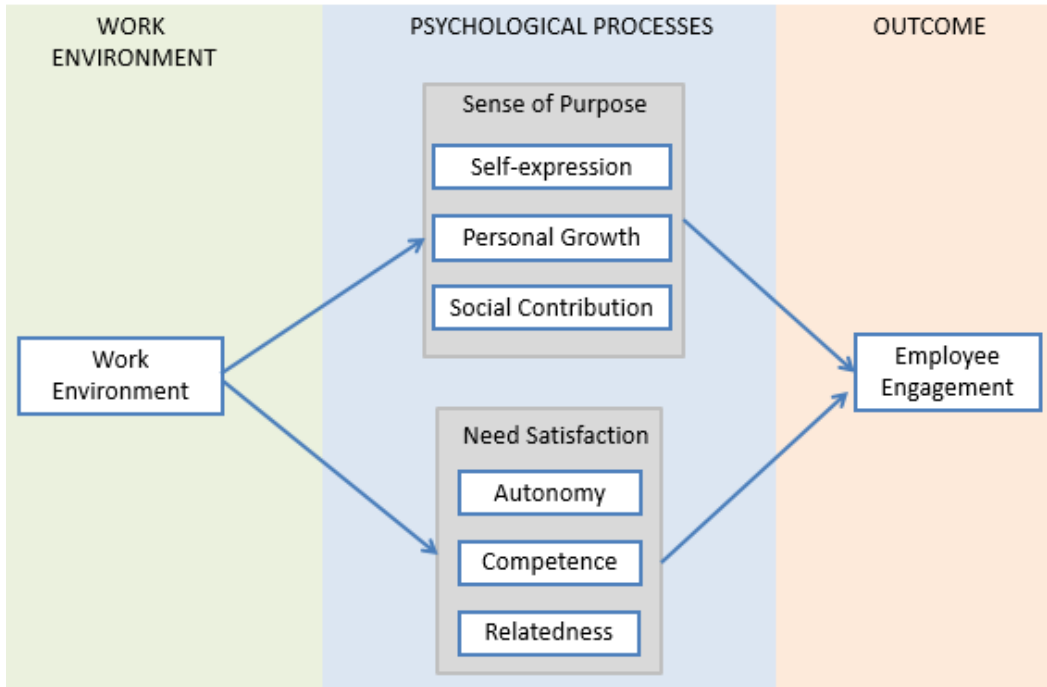 WORK
ENVIRONMENT
PSYCHOLOGICAL PROCESSES
OUTCOME
Sense of Purpose
Self-expression
Personal Growth
Social Contribution
Work
Environment
Employee
Engagement
Need Satisfaction
Autonomy
Competence
Relatedness